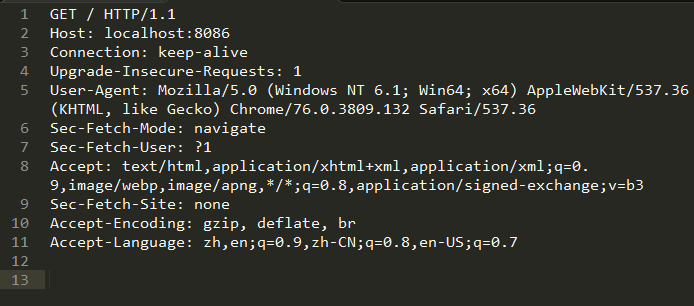 1 GET / HTTP/1.1
2 Host: localhost:8086
3 Connection: keep-alive
4 Upgrade-Insecure-Requests: 1
5 User-Agent: Mozilla/5.0 (Windows NT 6.1; Win64; x64) AppleWebKit/537.36
(KHTML, like Gecko) Chrome/76.0.3809.132 Safari/537.36
6 Sec-Fetch-Mode: navigate
7 Sec-Fetch-User: ?1
8 Accept: text/html,application/xhtml+xml,application/xml;q=0.
9,image/webp,image/apng,*/*;q=0.8,application/signed-exchange;v=b3
9 Sec-Fetch-Site: none
10 Accept-Encoding: gzip, deflate, br
11 Accept-Language: zh,en;q=0.9,zh-CN;q=0.8,en-US;q=0.7
12
13